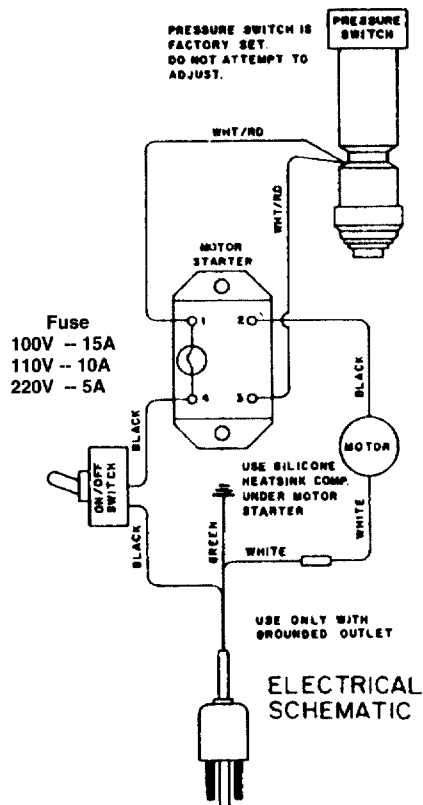 PRESSURE SWITCH IS
FACTORY SET.
DO NOT ATTEMPT TO
ADJUST.
PRESSURE
SWITCH
WHT/RD
WHT/RD
MOTOR
STARTER
1
2
4
3
Fuse
100V -- 15A
110V -- 10A
220V -- 5A
BLACK
BLACK
MOTOR
ON/OFF
SWITCH
USE SILICONE
HEATSINK COMP.
UNDER MOTOR
STARTER
BLACK
GREEN
WHITE
WHITE
USE ONLY WITH
GROUNDED OUTLET
ELECTRICAL
SCHEMATIC